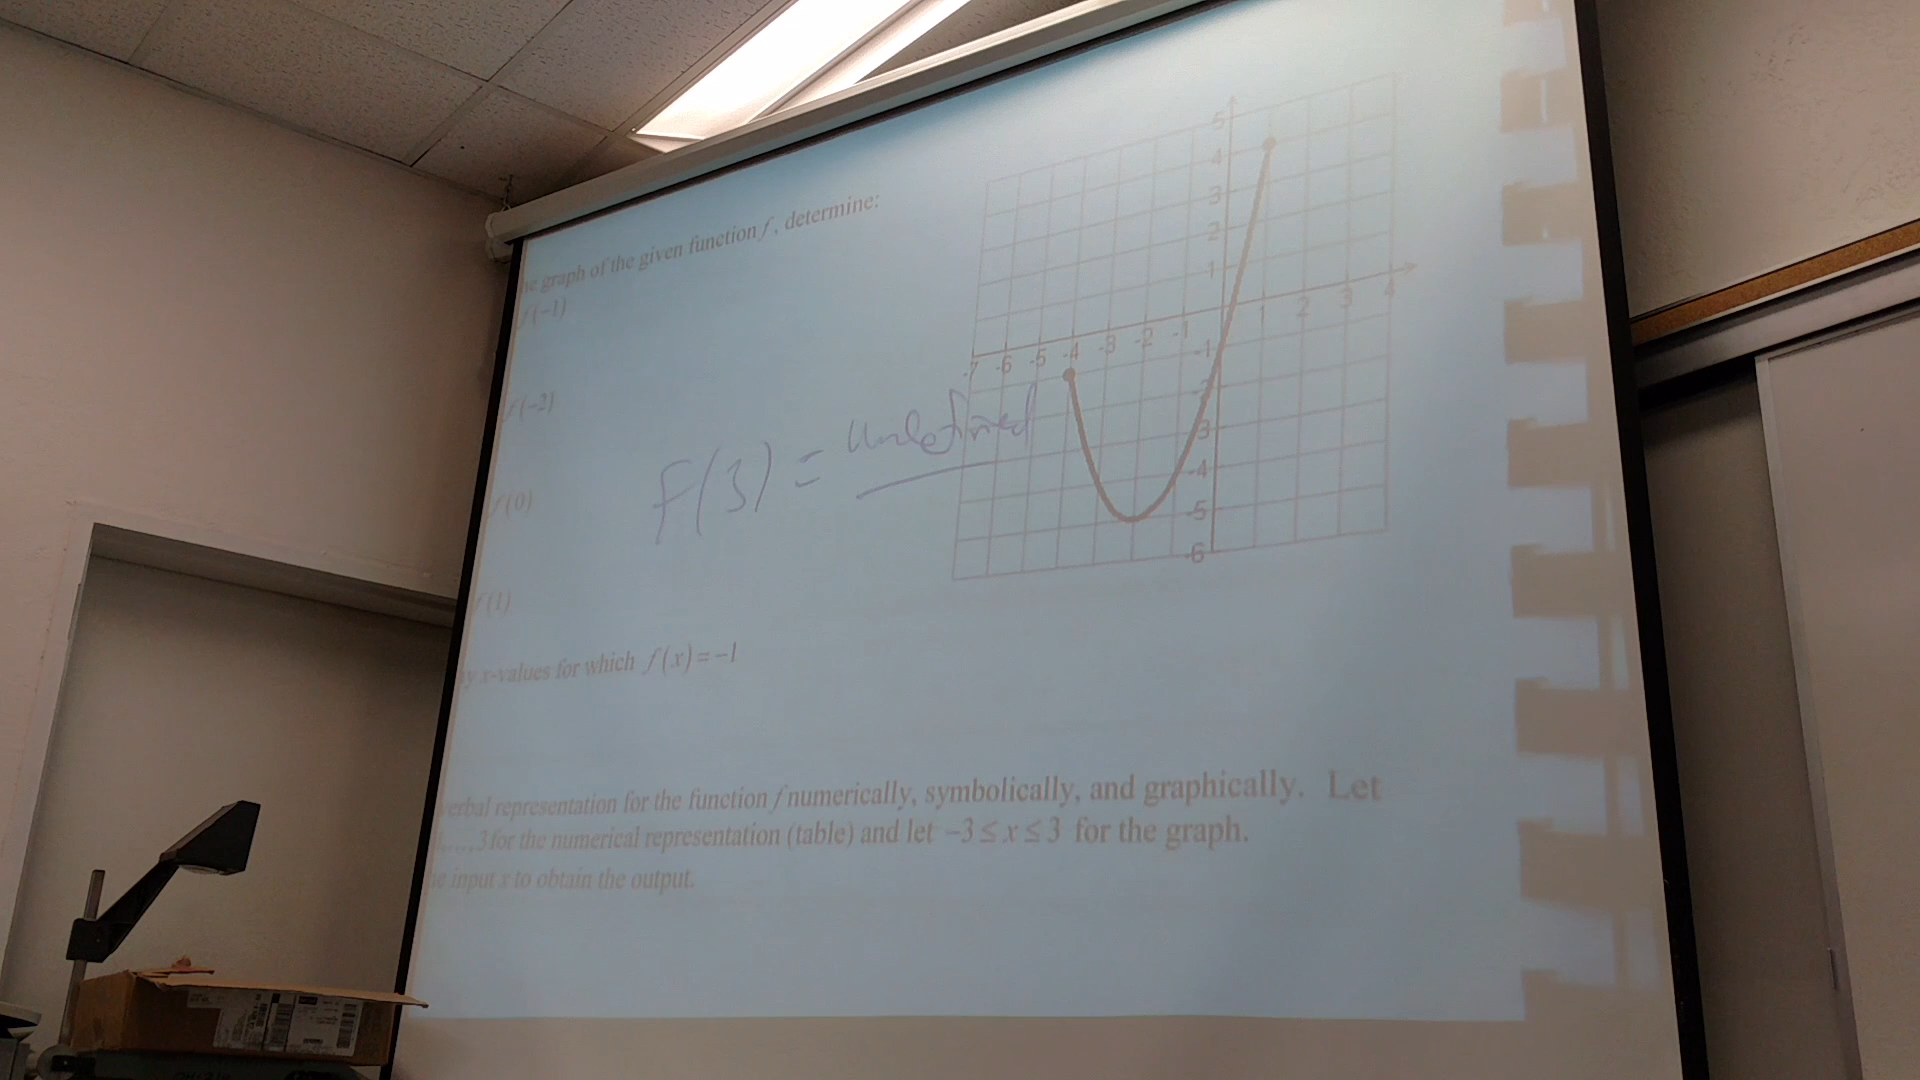 graph of the given function f, determine:
f(-1)
f(-2)
f(0)
f(1)
F(3) = undefined
x-values for which f(x)=-1
5
4
3
2
1
-7 -6 -5 -4 -3 -2 -1 1 2 3 4
-1
-2
-3
-4
-5
-6
erbal representation for the function f numerically, symbolically, and graphically. Let
,...,3 for the numerical representation (table) and let -3≤x≤3 for the graph.
input x to obtain the output.